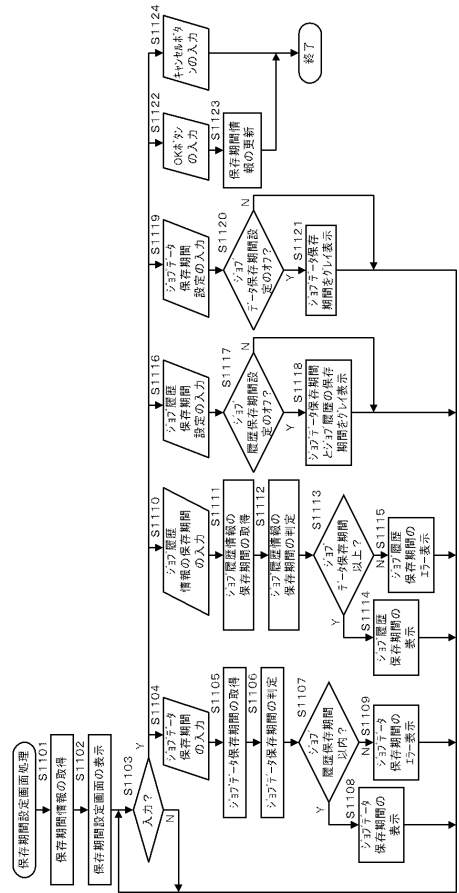 保存期間設定画面処理
S1101
保存期間情報の取得
S1102
保存期間設定画面の表示
S1103
入力?
Y
N
S1104
ジョブデータ
保存期間
の入力
S1105
ジョブデータ保存期間の取得
S1106
ジョブデータ保存期間の判定
S1107
ジョブ
履歴保存期間
以内?
Y
N
S1108
ジョブデータ
保存期間の
表示
S1109
ジョブデータ
保存期間の
エラー表示
S1110
ジョブ履歴
情報の保存期間
の入力
S1111
ジョブ履歴情報の
保存期間の取得
S1112
ジョブ履歴情報の
保存期間の判定
S1113
ジョブ
データ保存期間
以上?
Y
N
S1114
ジョブ履歴
保存期間の
表示
S1115
ジョブ履歴
保存期間の
エラー表示
S1116
ジョブ履歴
保存期間
設定の入力
S1117
ジョブ
履歴保存期間設
定のオフ?
N
Y
S1118
ジョブデータ保存期間
とジョブ履歴の保存
期間をグレイ表示
S1119
ジョブデータ
保存期間
設定の入力
S1120
ジョブ
データ保存期間設
定のオフ?
N
Y
S1121
ジョブデータ保存
期間をグレイ表示
S1122
OKボタン
の入力
S1123
保存期間情
報の更新
S1124
キャンセルボタ
ンの入力
終了